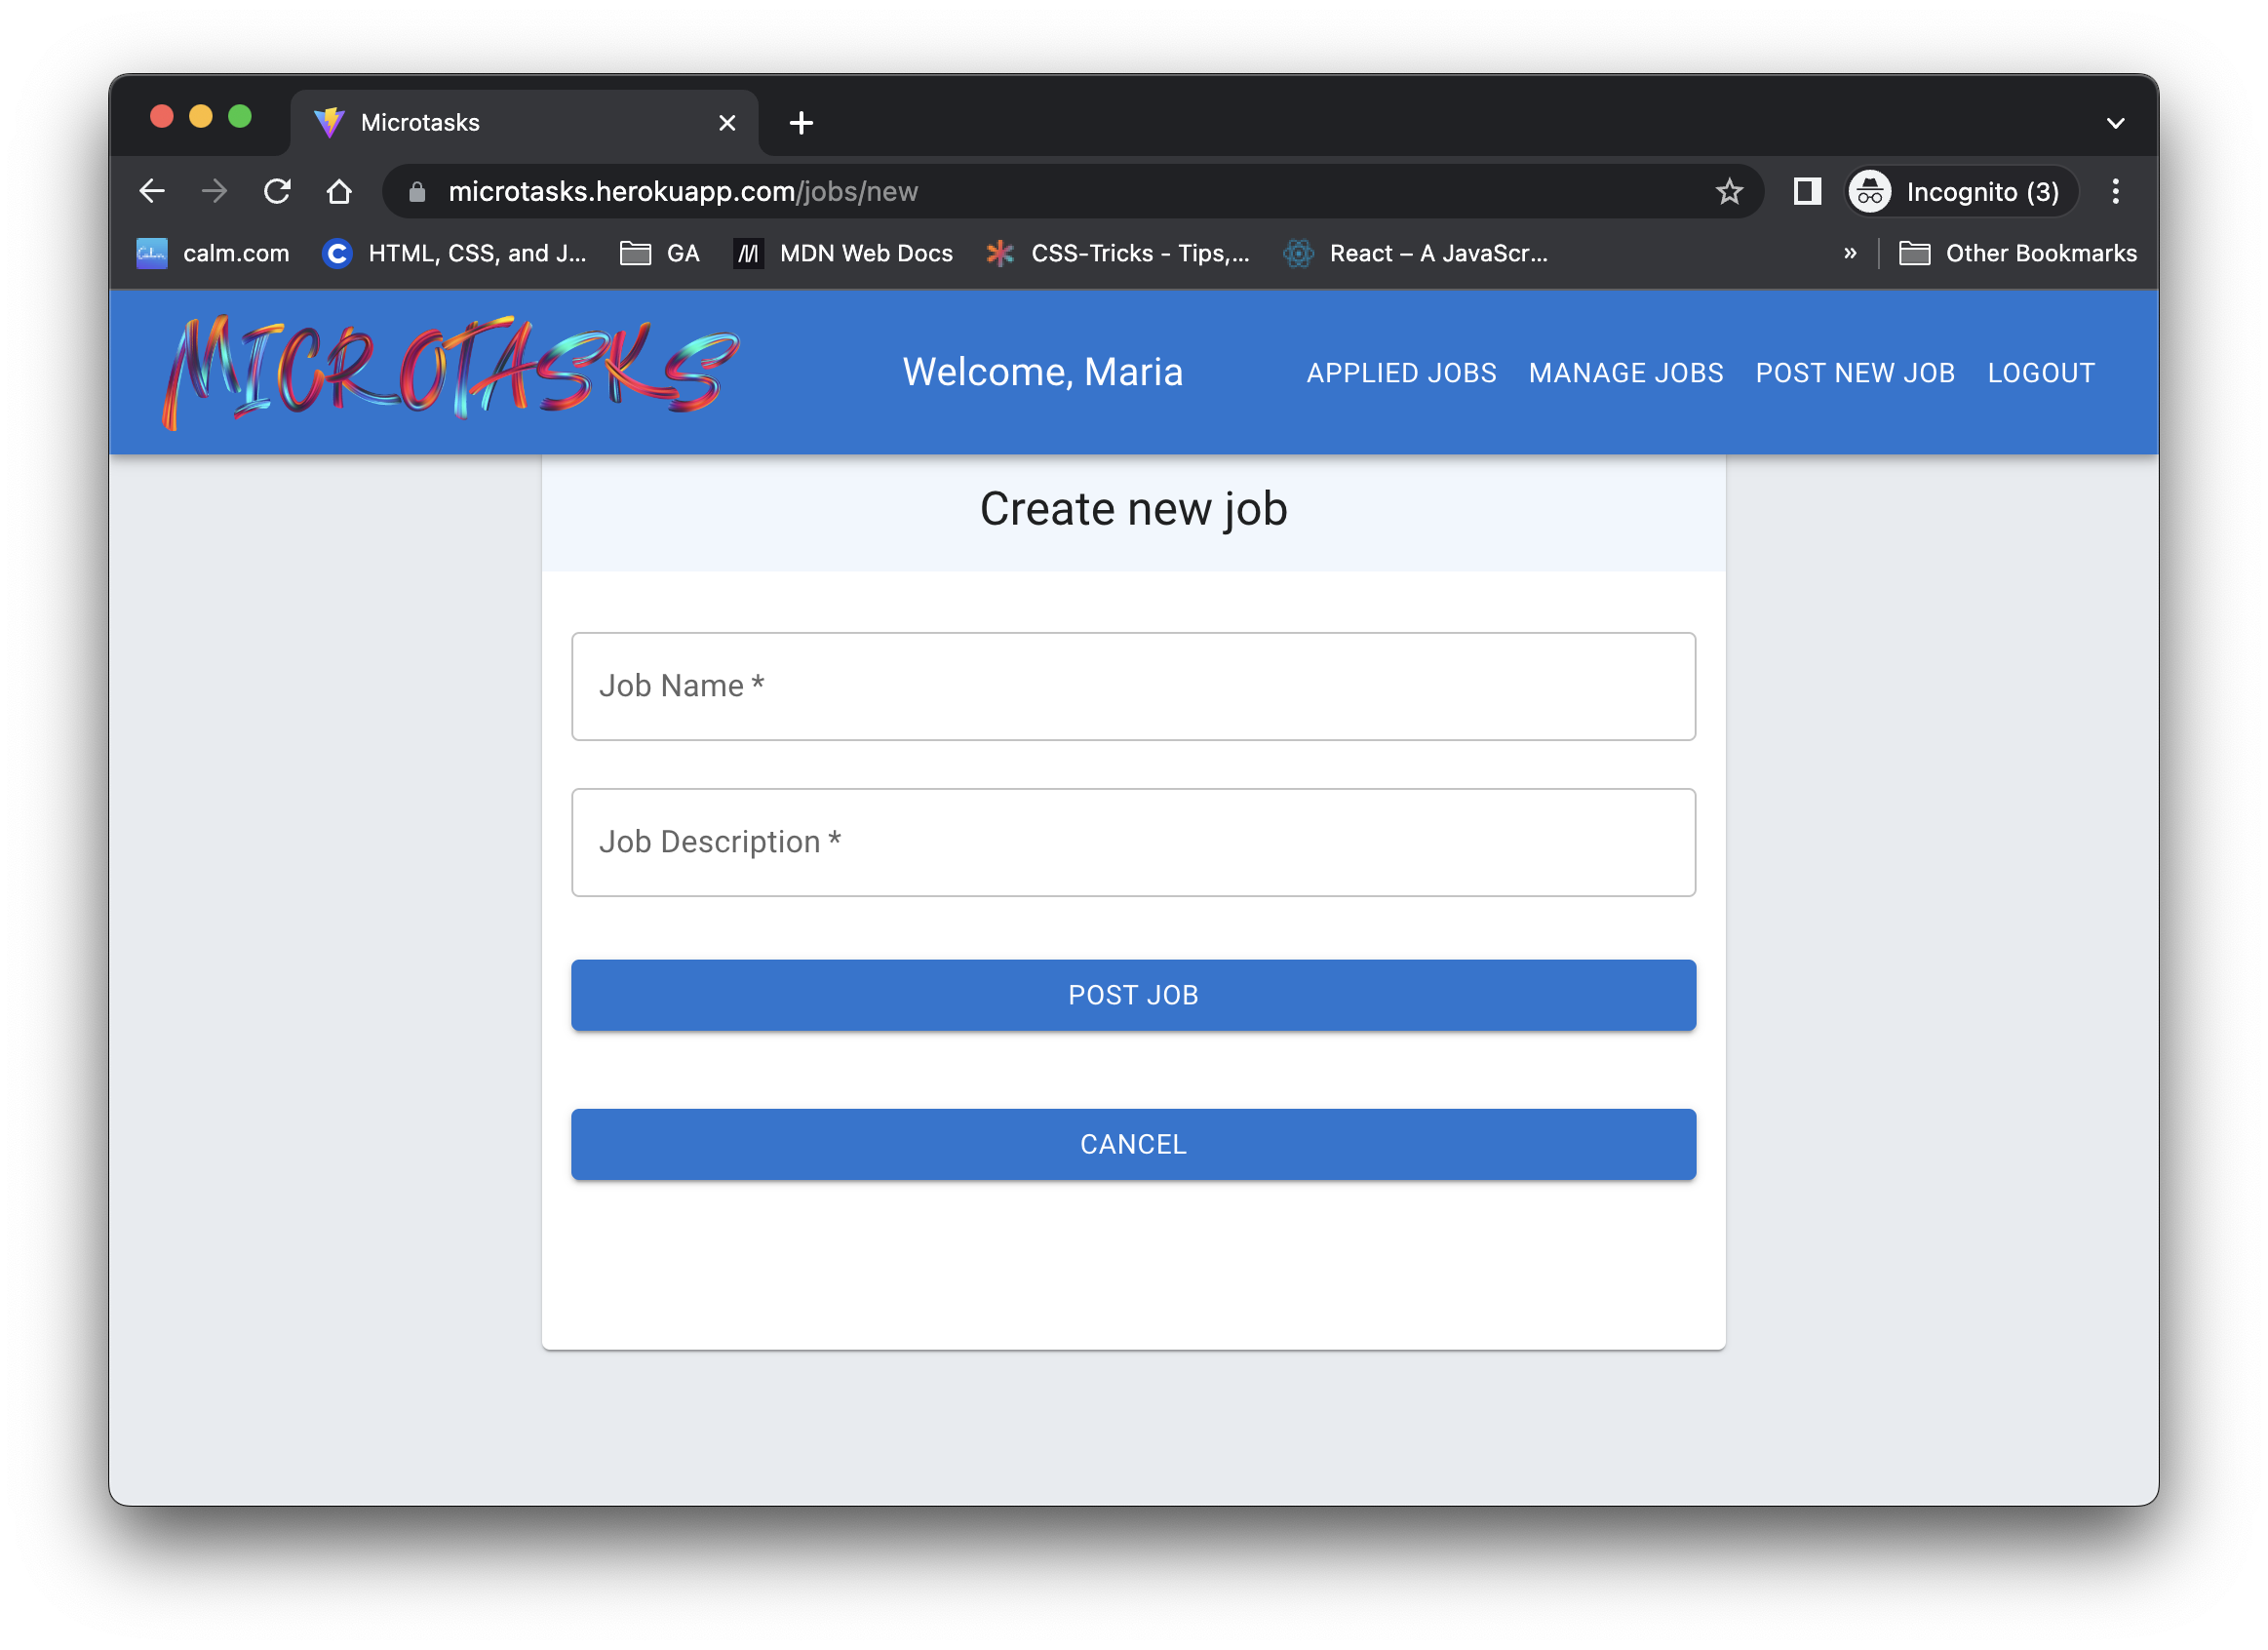 Microtasks
microtasks.herokuapp.com/jobs/new
Incognito (3)
calm.com
HTML, CSS, and J...
GA
MDN Web Docs
CSS-Tricks - Tips,...
React – A JavaScr...
»
Other Bookmarks
MICROTASKS
Welcome, Maria
APPLIED JOBS
MANAGE JOBS
POST NEW JOB
LOGOUT
Create new job
Job Name *
Job Description *
POST JOB
CANCEL